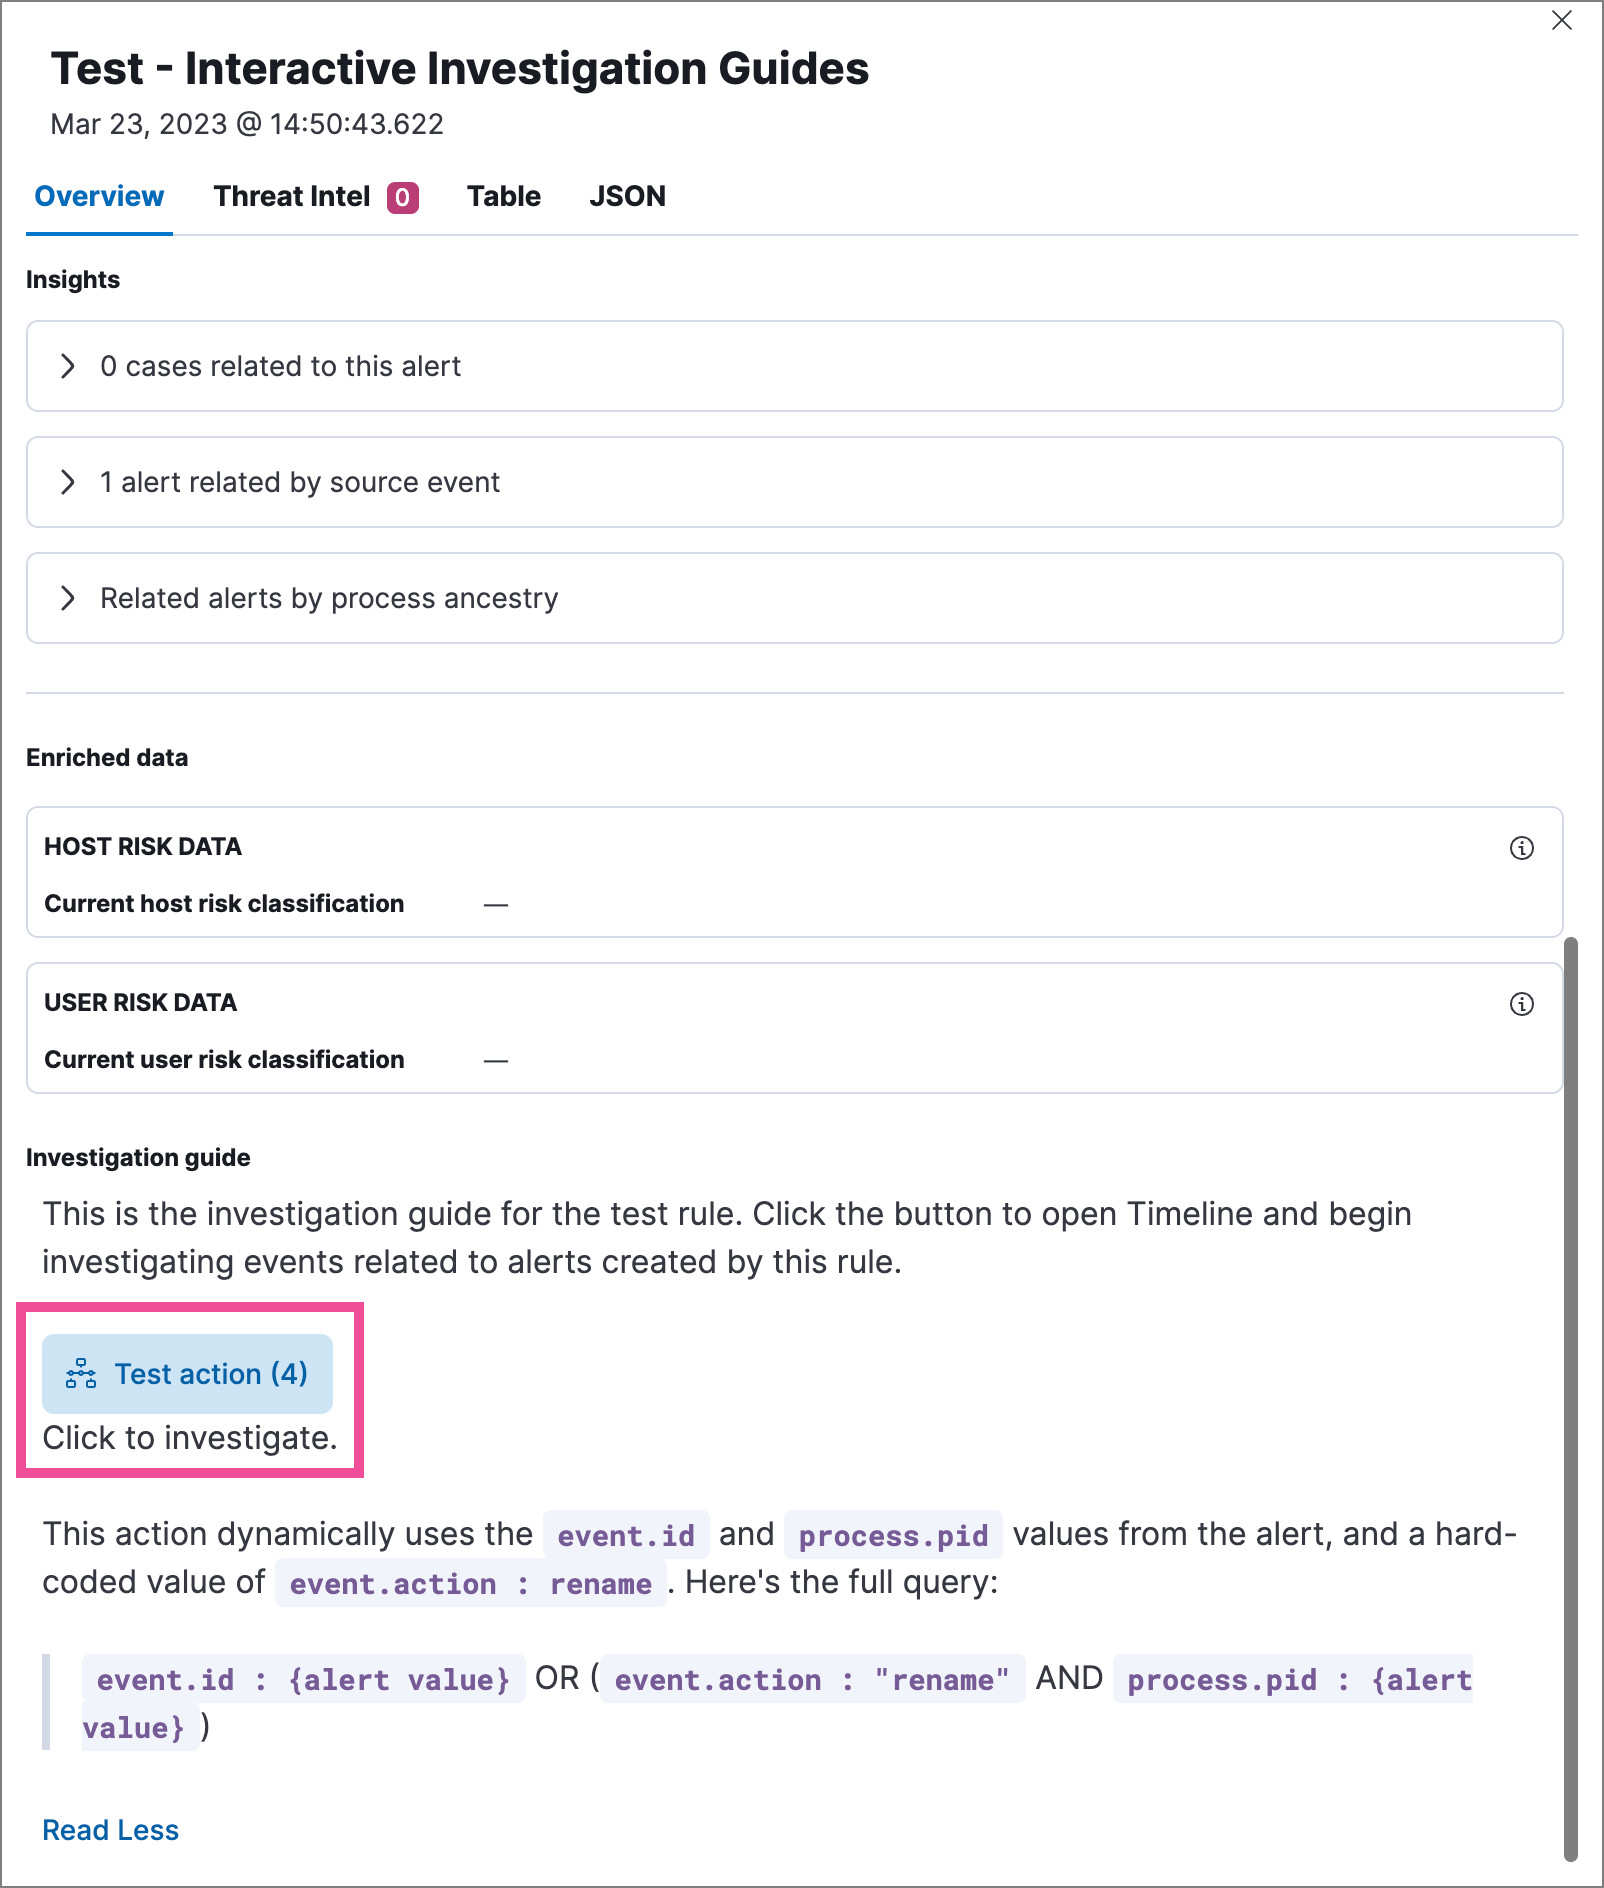 Test - Interactive Investigation Guides
Mar 23, 2023 @ 14:50:43.622
Overview Threat Intel 0 Table JSON
Insights
0 cases related to this alert
1 alert related by source event
Related alerts by process ancestry
Enriched data
HOST RISK DATA
Current host risk classification —
USER RISK DATA
Current user risk classification —
Investigation guide
This is the investigation guide for the test rule. Click the button to open Timeline and begin
investigating events related to alerts created by this rule.
Test action (4)
Click to investigate.
This action dynamically uses the event.id and process.pid values from the alert, and a hard-
coded value of event.action : rename . Here's the full query:
event.id : {alert value} OR ( event.action : "rename" AND process.pid : {alert
value} )
Read Less